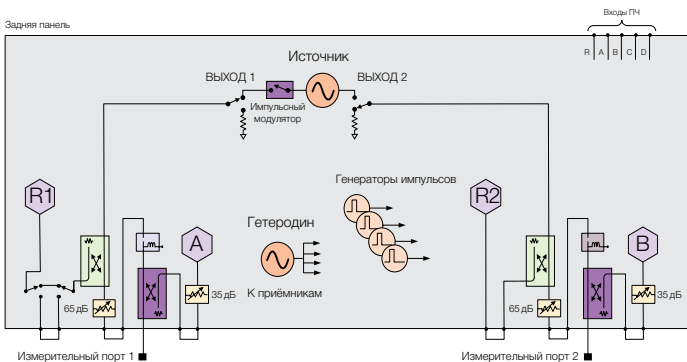 Задняя панель
Входы ПЧ
R A B C D
Источник
ВЫХОД 1
ВЫХОД 2
Импульсный
модулятор
Генераторы импульсов
R1
A
Гетеродин
R2
B
К приёмникам
65 дБ
35 дБ
65 дБ
35 дБ
Измерительный порт 1
Измерительный порт 2